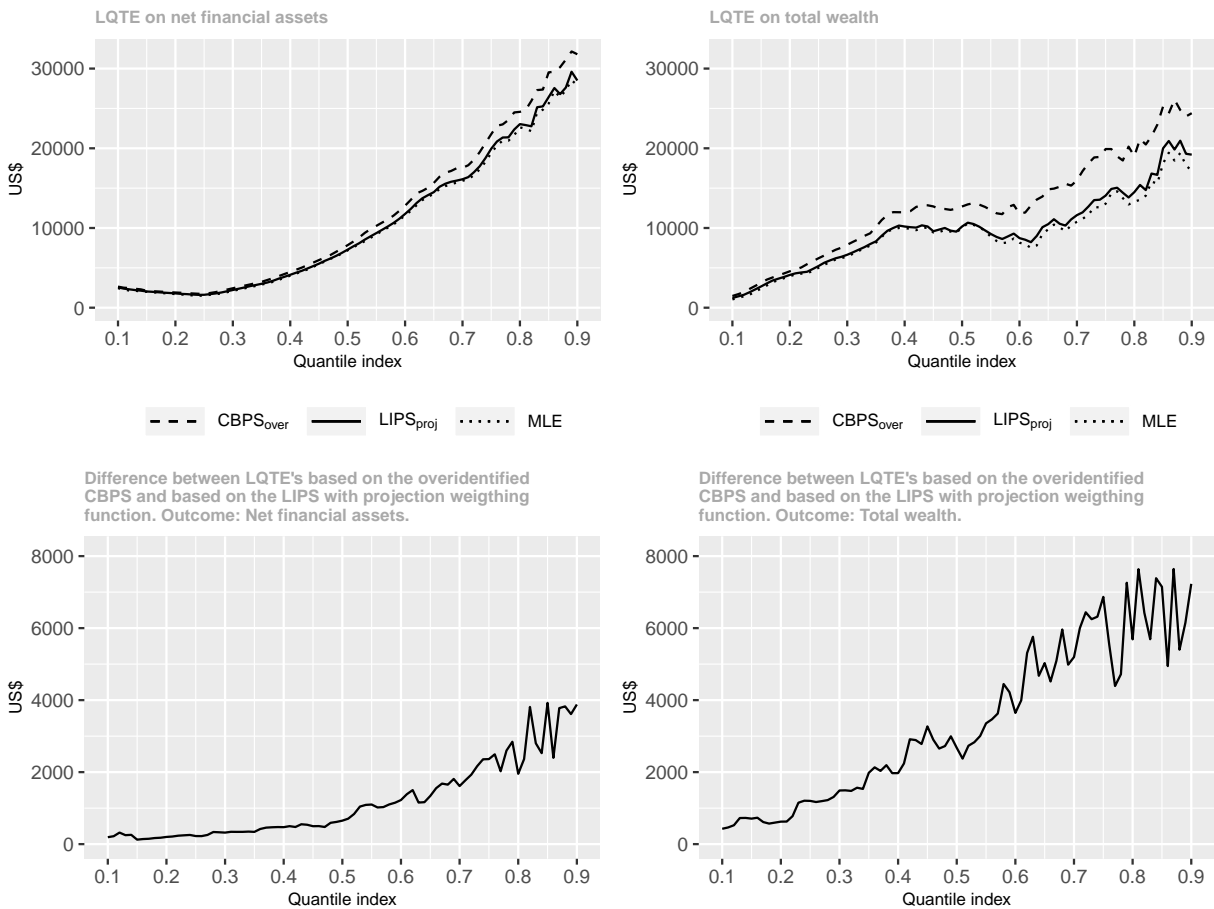 LQTE on net financial assets
US$
30000
20000
10000
0
0.1 0.2 0.3 0.4 0.5 0.6 0.7 0.8 0.9
Quantile index
CBPSover LIPSproj MLE
LQTE on total wealth
US$
30000
20000
10000
0
0.1 0.2 0.3 0.4 0.5 0.6 0.7 0.8 0.9
Quantile index
CBPSover LIPSproj MLE
Difference between LQTE's based on the overidentified
CBPS and based on the LIPS with projection weigthing
function. Outcome: Net financial assets.
US$
8000
6000
4000
2000
0
0.1 0.2 0.3 0.4 0.5 0.6 0.7 0.8 0.9
Quantile index
Difference between LQTE's based on the overidentified
CBPS and based on the LIPS with projection weigthing
function. Outcome: Total wealth.
US$
8000
6000
4000
2000
0
0.1 0.2 0.3 0.4 0.5 0.6 0.7 0.8 0.9
Quantile index